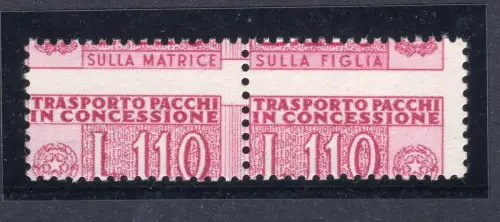 SULLA MATRICE SULLA FIGLIA
TRASPORTO PACCHI TRASPORTO PACCHI
IN CONCESSIONE IN CONCESSIONE
L.110 L.110